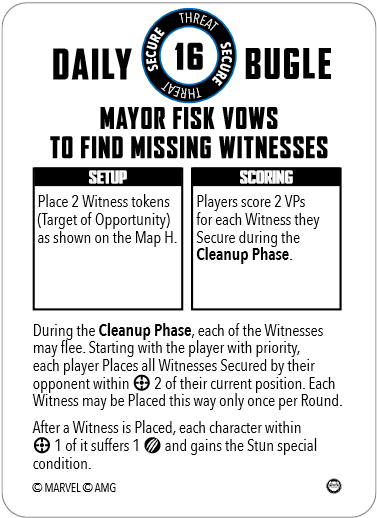 DAILY BUGLE
THREAT
SECURE 16 SECURE
THREAT
MAYOR FISK VOWS
TO FIND MISSING WITNESSES
SETUP
Place 2 Witness tokens
(Target of Opportunity)
as shown on the Map H.
SCORING
Players score 2 VPs
for each Witness they
Secure during the
Cleanup Phase.
During the Cleanup Phase, each of the Witnesses
may flee. Starting with the player with priority,
each player Places all Witnesses Secured by their
opponent within 2 of their current position. Each
Witness may be Placed this way only once per Round.
After a Witness is Placed, each character within
1 of it suffers 1 and gains the Stun special
condition.
© MARVEL © AMG